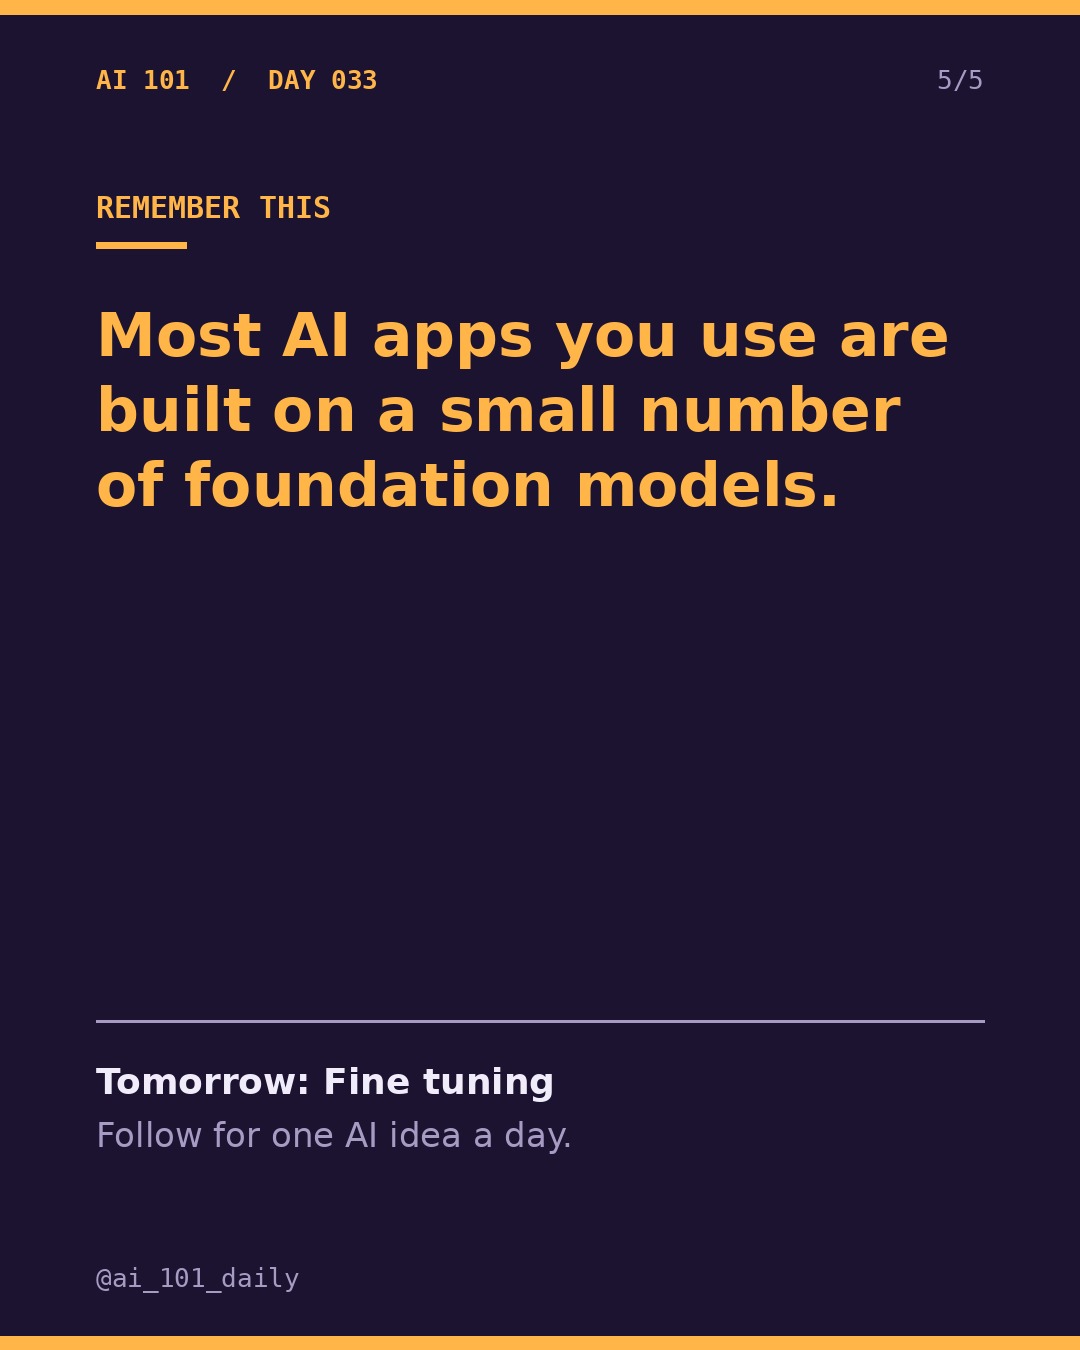 AI 101 / DAY 033
5/5
REMEMBER THIS
Most AI apps you use are
built on a small number
of foundation models.
Tomorrow: Fine tuning
Follow for one AI idea a day.
@ai_101_daily